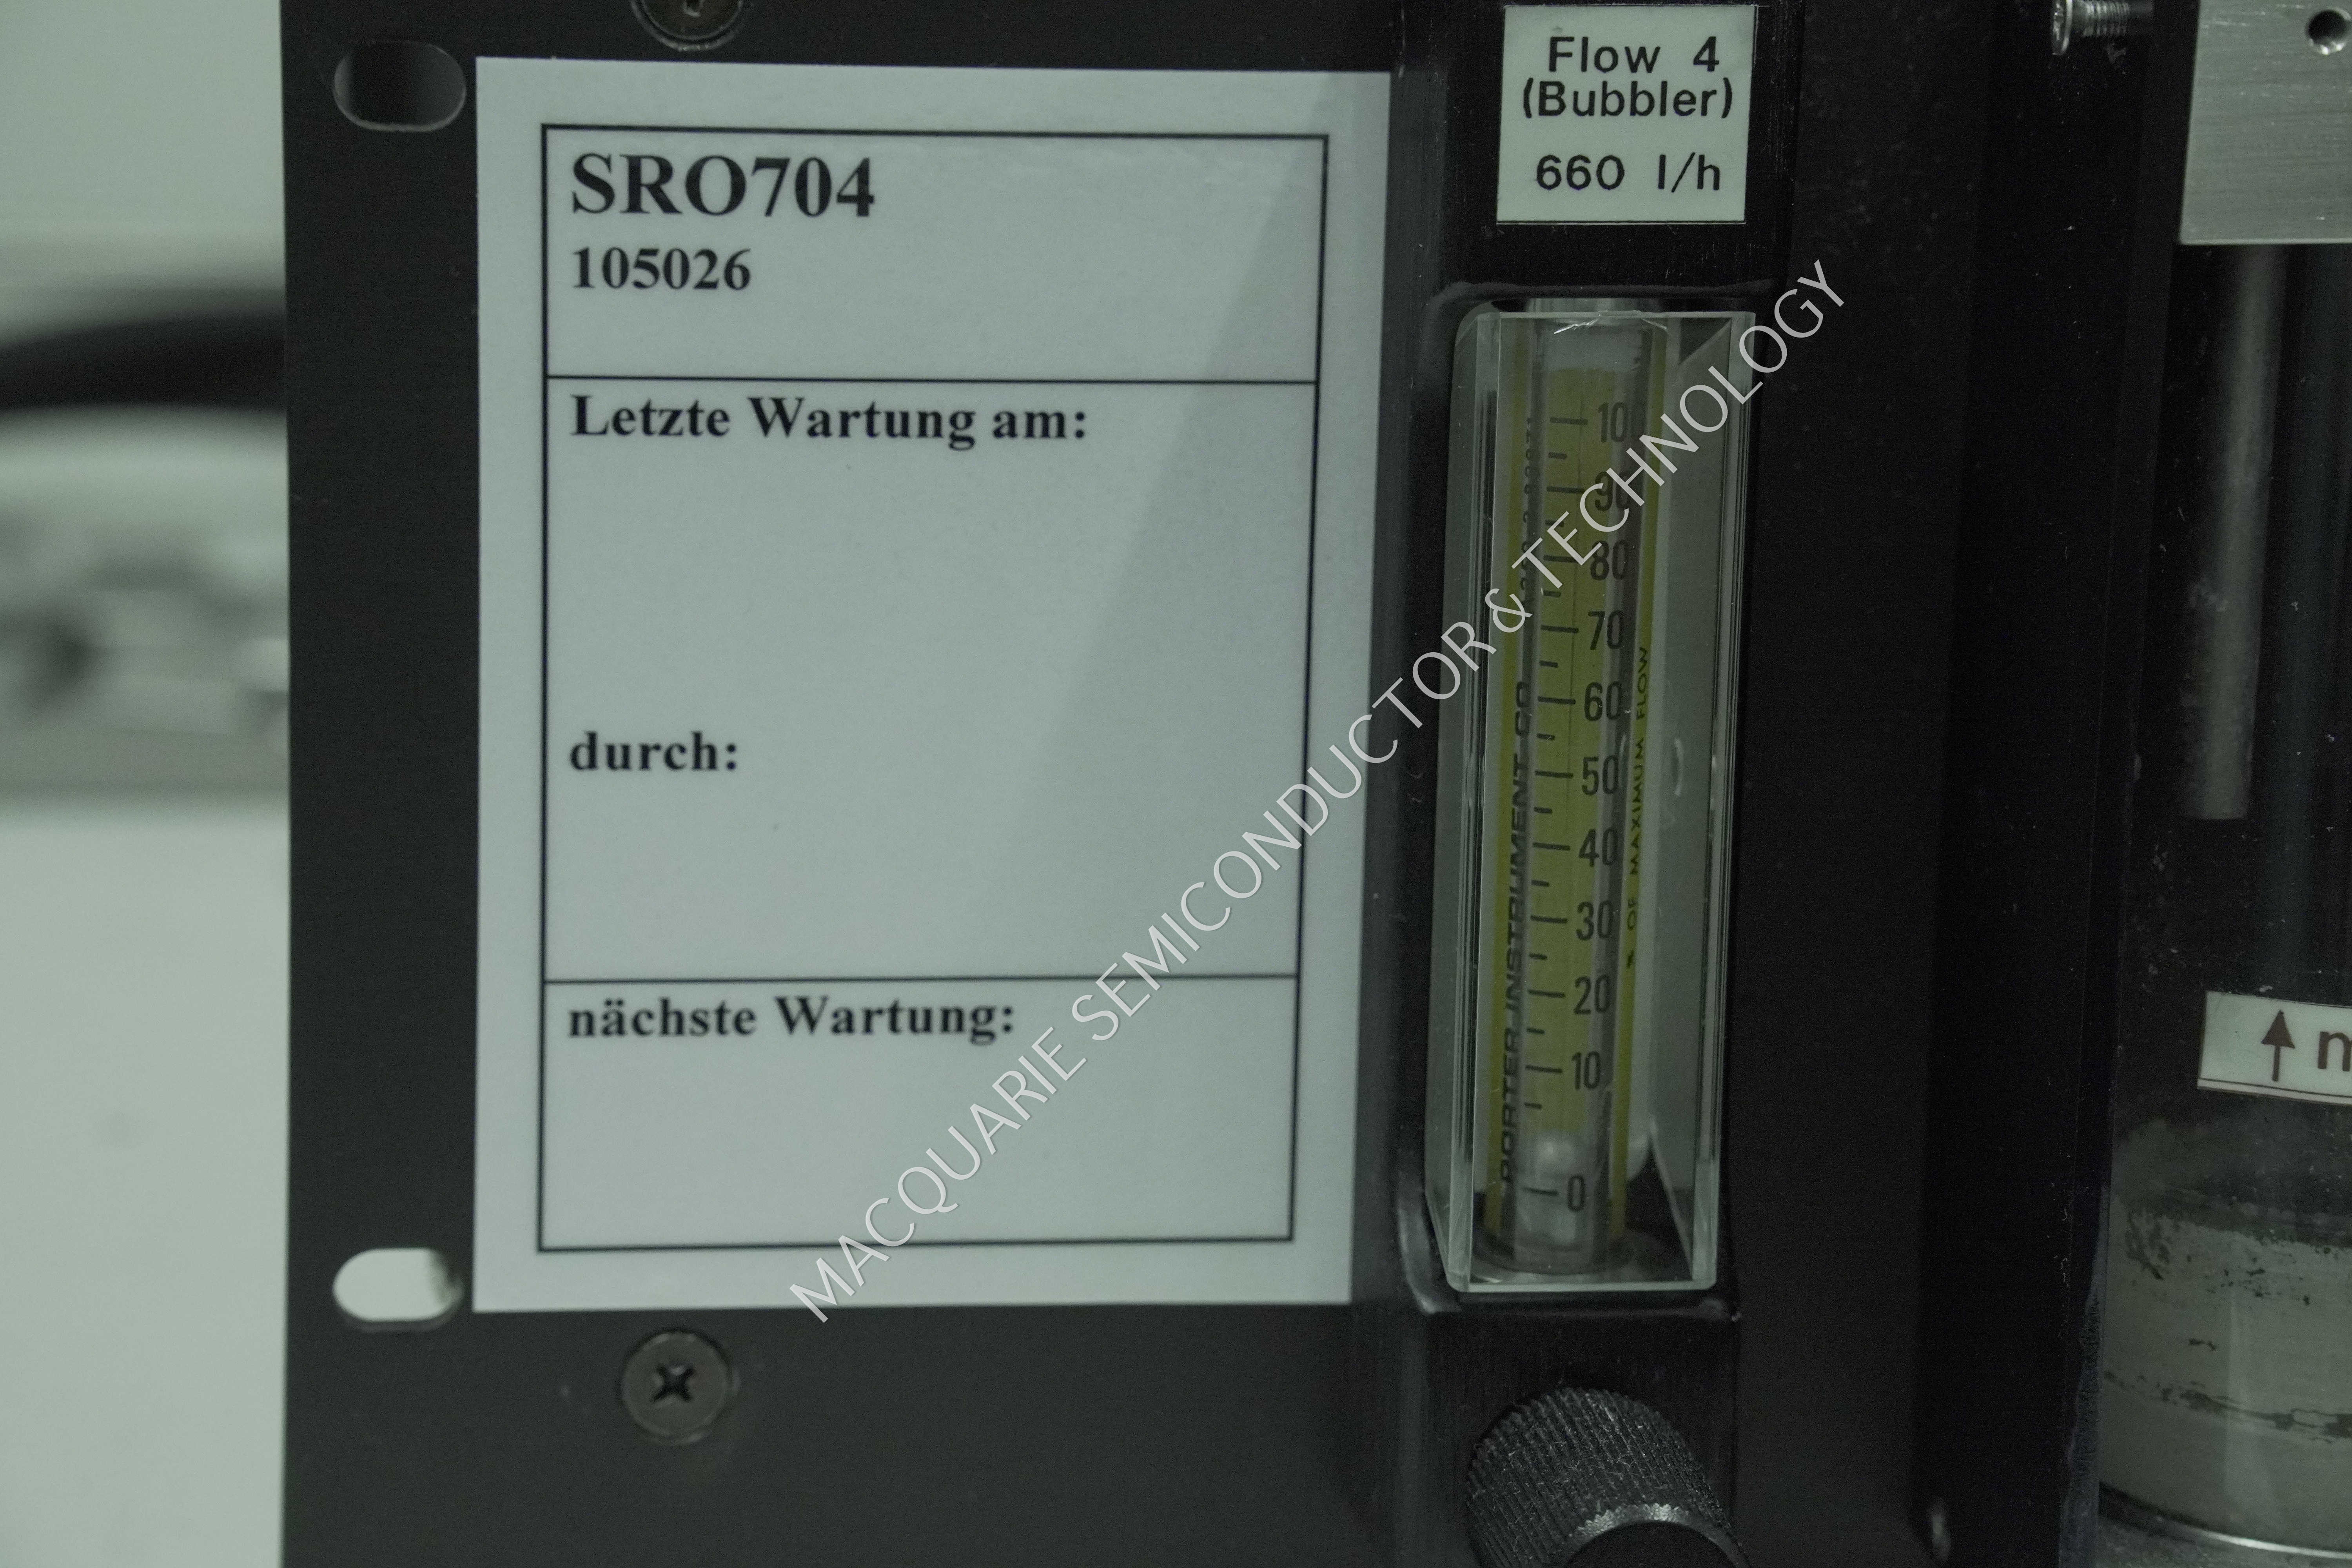 SRO704
105026
Letzte Wartung am:
durch:
nächste Wartung:
Flow 4
(Bubbler)
660 l/h
100
90
80
70
60
50
40
30
20
10
0
PORTER INSTRUMENT CO.
% OF MAXIMUM FLOW
MACQUARIE SEMICONDUCTOR & TECHNOLOGY